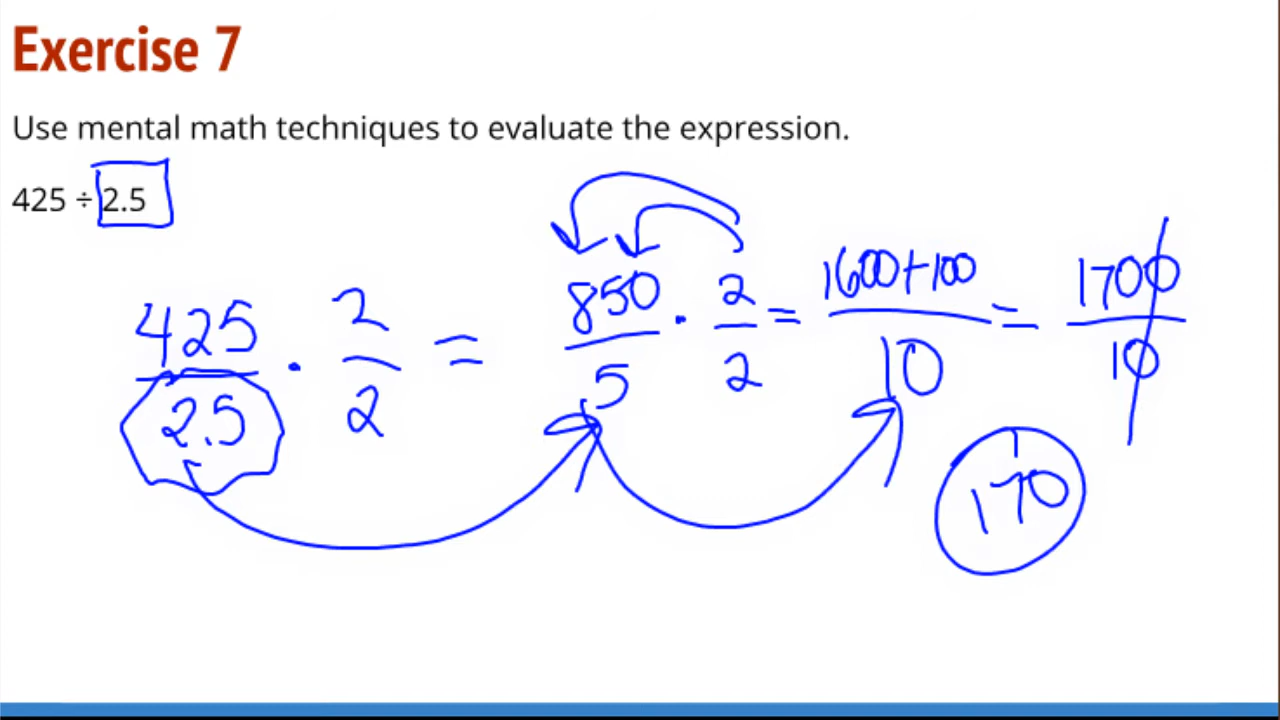 Exercise 7
Use mental math techniques to evaluate the expression.
425 ÷ 2.5
425/2.5 · 2/2 = 850/5 · 2/2 = 1600+100/10 = 1700/10
170